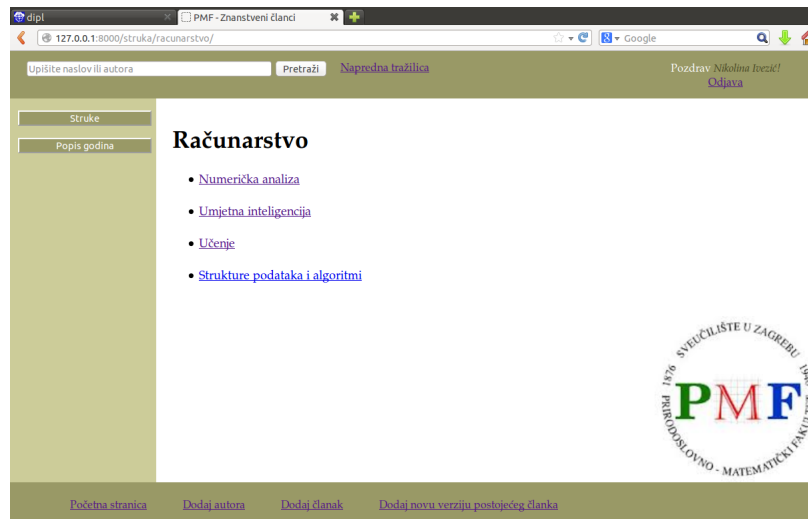 dipl
PMF - Znanstveni članci
127.0.0.1:8000/struka/racunarstvo/
Google
Upišite naslov ili autora
Pretraži
Napredna tražilica
Pozdrav Nikolina Ivezić!
Odjava
Struke
Popis godina
Računarstvo
Numerička analiza
Umjetna inteligencija
Učenje
Strukture podataka i algoritmi
SVEUČILIŠTE U ZAGREBU
1876
PMF
PRIRODOSLOVNO - MATEMATIČKI
Početna stranica
Dodaj autora
Dodaj članak
Dodaj novu verziju postojećeg članka